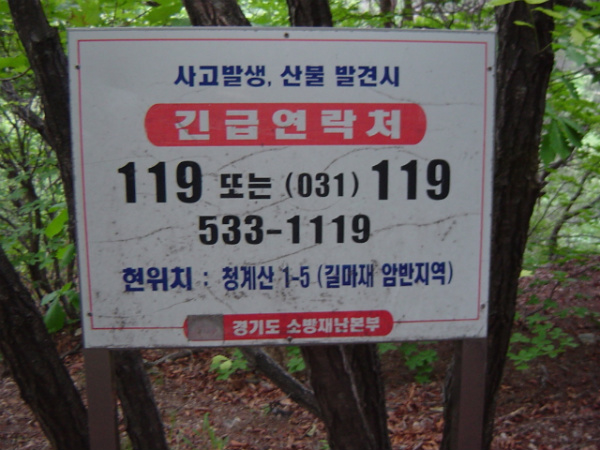 사고발생, 산불 발견시
긴급연락처
119 또는 (031) 119
533-1119
현위치 : 청계산 1-5 (길마재 암반지역)
경기도 소방재난본부